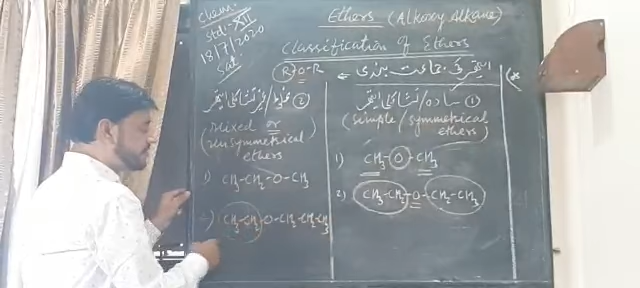 Chem-
Std:-XII
18/7/2020
Sat
Ethers (Alkoxy Alkane)
Classification of Ethers
R-O-R
ایتھر کی جماعت بندی
① سادہ/تشاکلی ایتھر
(simple/symmetrical
ethers)
1) CH₃-O-CH₃
2) CH₃-CH₂-O-CH₂-CH₃
② مخلوط/غیر تشاکلی ایتھر
(Mixed or
unsymmetrical
ethers)
1) CH₃-CH₂-O-CH₃
2) CH₃-CH₂-O-CH₂-CH₂-CH₃